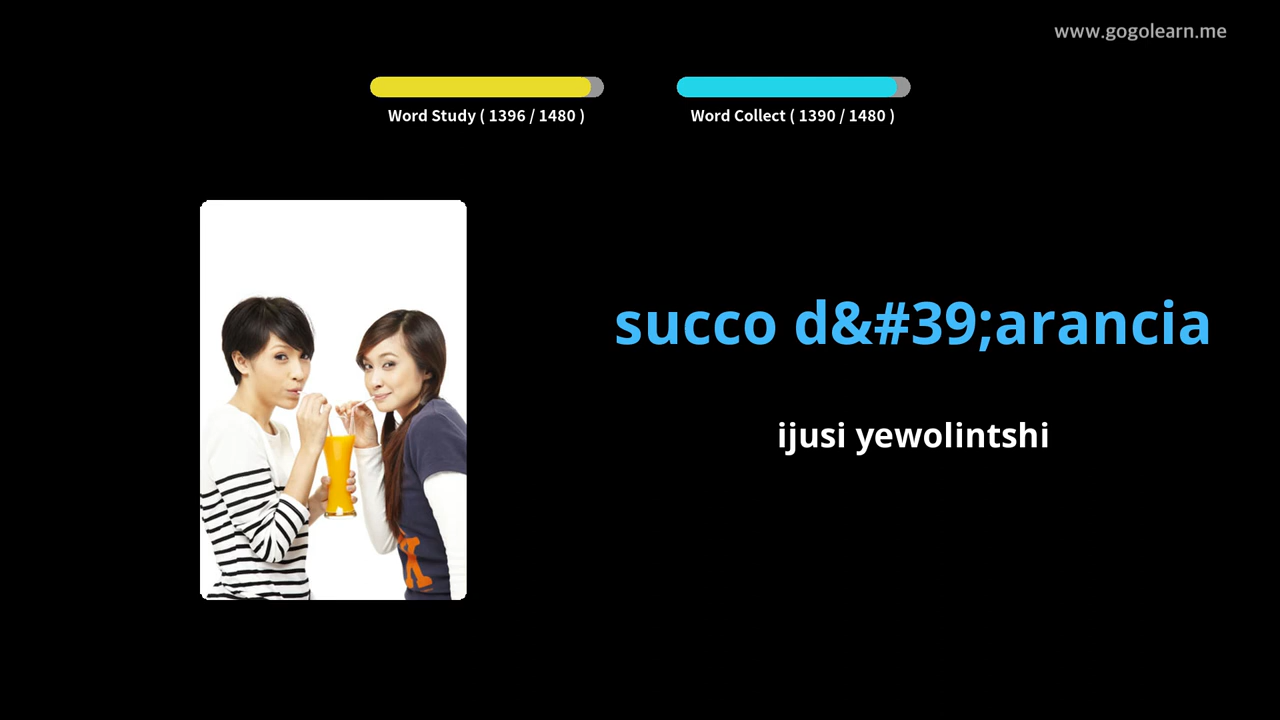 www.gogolearn.me
Word Study ( 1396 / 1480 )
Word Collect ( 1390 / 1480 )
succo d&#39;arancia
ijusi yewolintshi